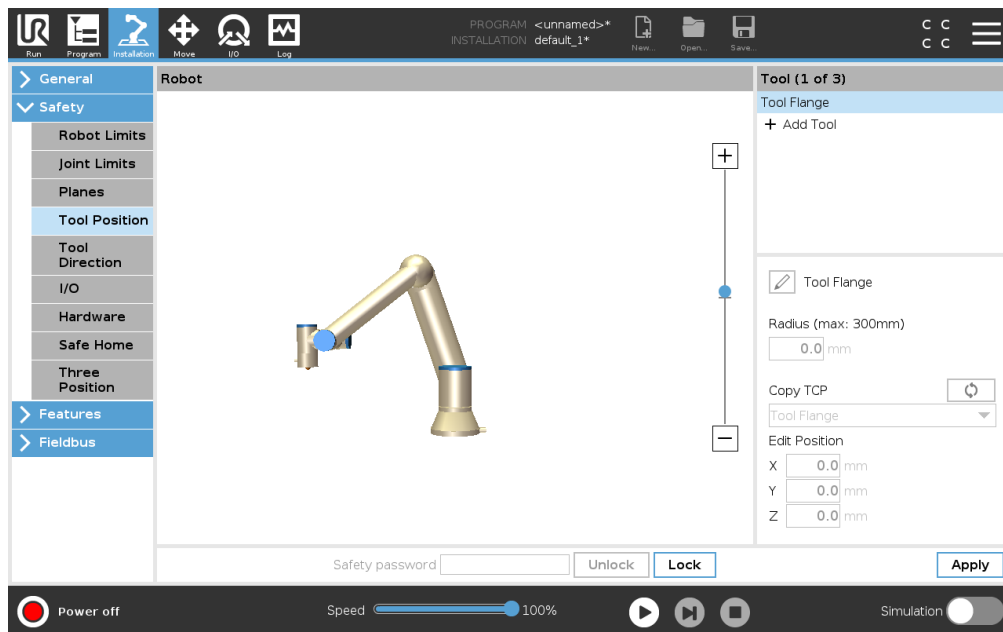 UR
Run
Program
Installation
Move
I/O
Log
PROGRAM <unnamed>*
INSTALLATION default_1*
New...
Open...
Save...
C C
C C
General
Safety
Robot Limits
Joint Limits
Planes
Tool Position
Tool
Direction
I/O
Hardware
Safe Home
Three
Position
Features
Fieldbus
Robot
Tool (1 of 3)
Tool Flange
+ Add Tool
Tool Flange
Radius (max: 300mm)
0.0 mm
Copy TCP
Tool Flange
Edit Position
X 0.0 mm
Y 0.0 mm
Z 0.0 mm
Safety password
Unlock
Lock
Apply
Power off
Speed
100%
Simulation